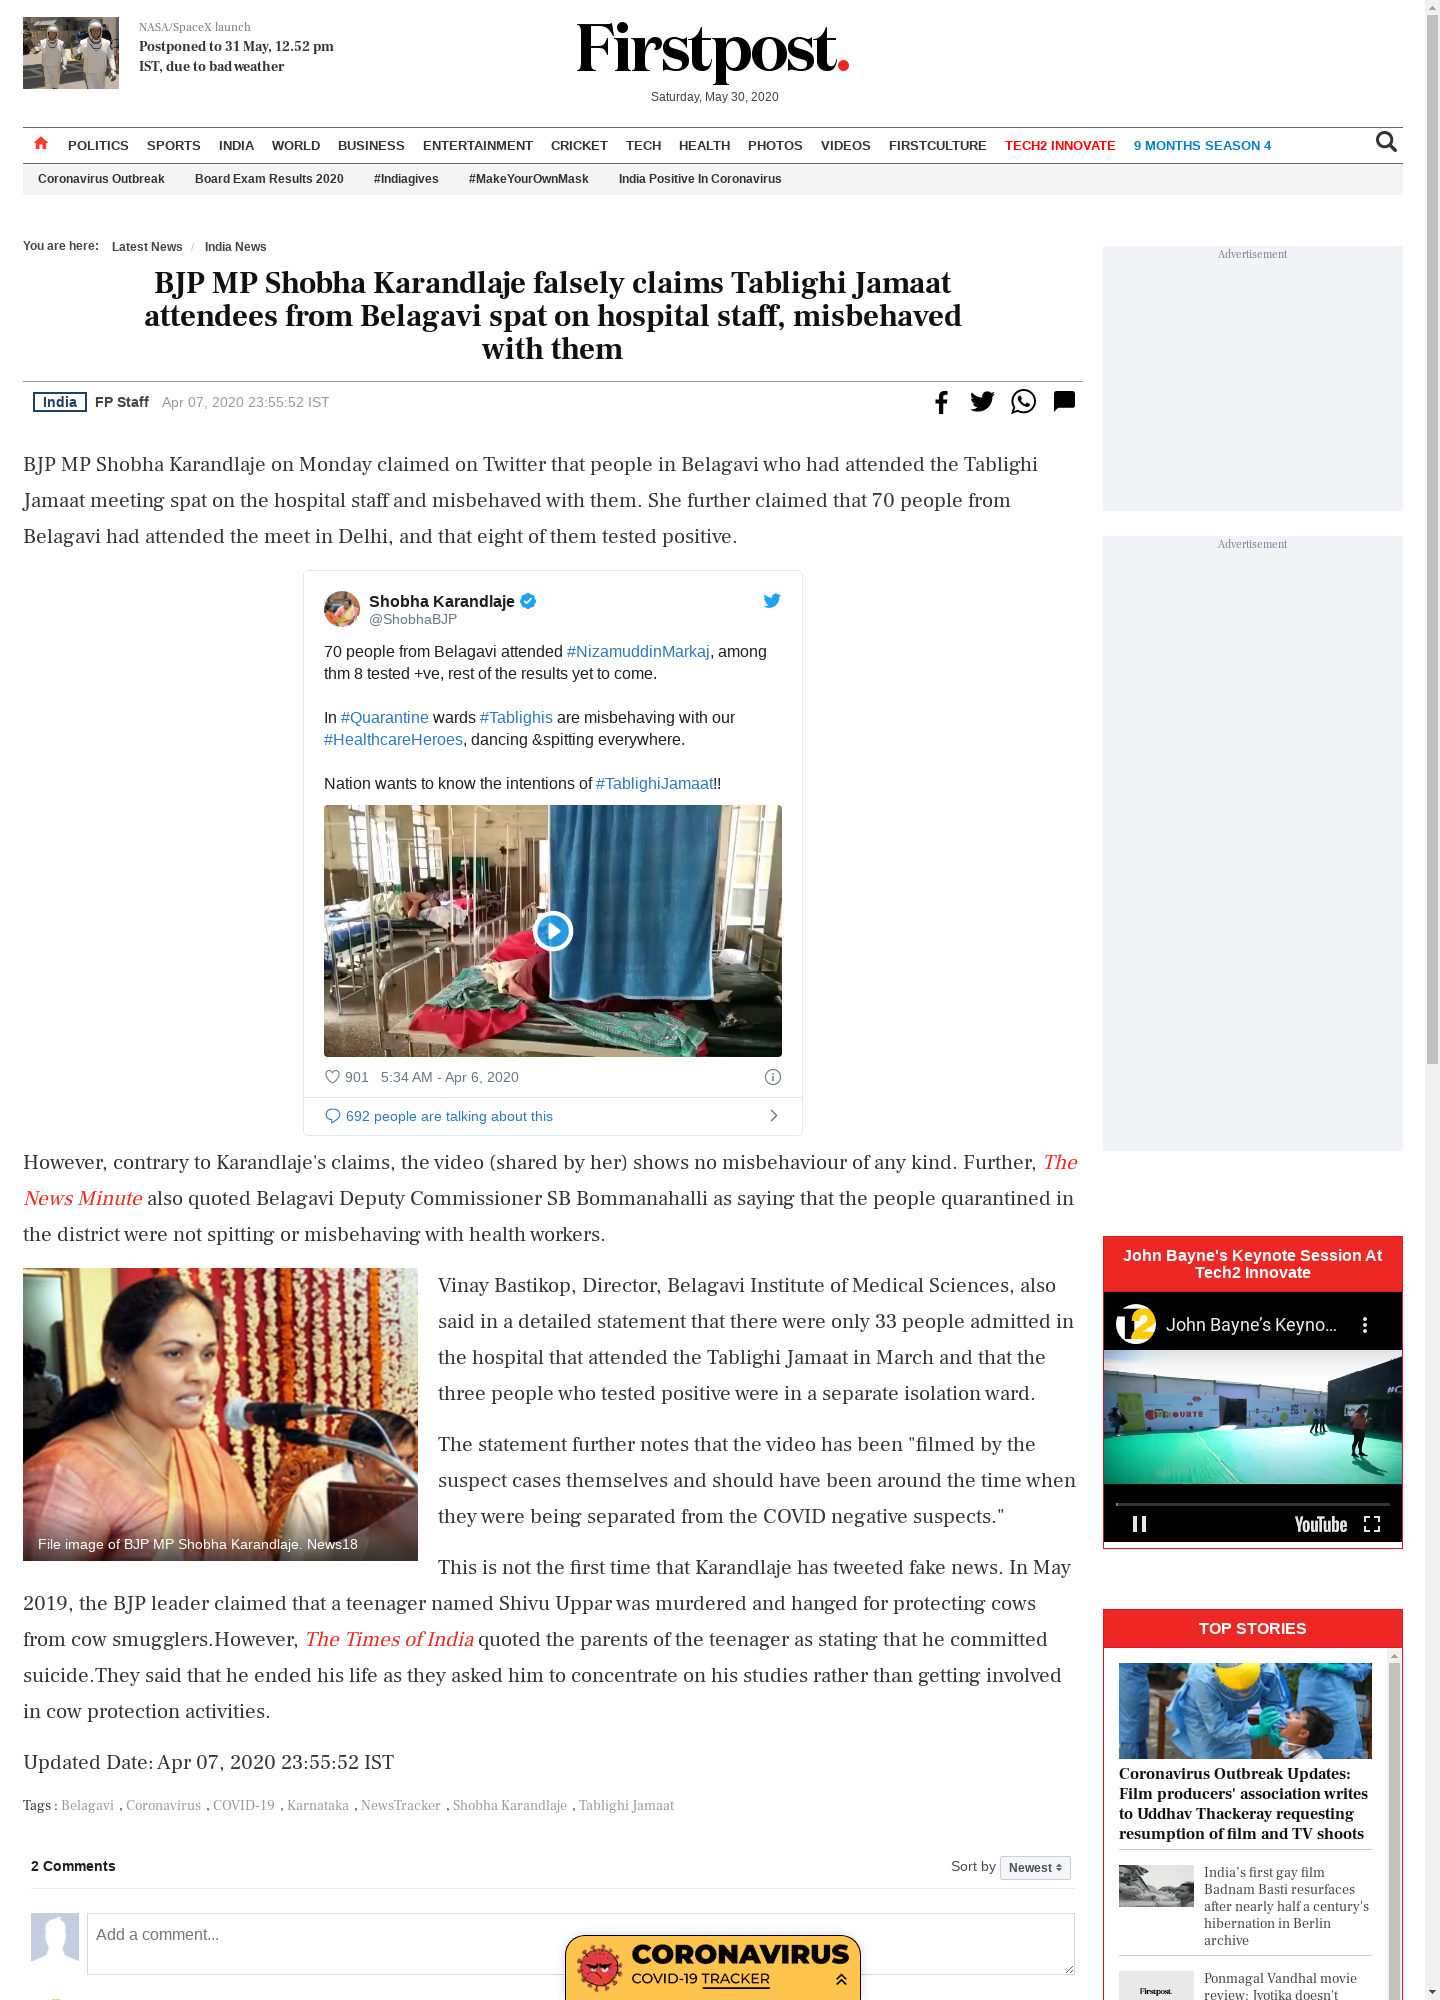 NASA/SpaceX launch
Postponed to 31 May, 12.52 pm
IST, due to bad weather
Firstpost.
Saturday, May 30, 2020
POLITICS SPORTS INDIA WORLD BUSINESS ENTERTAINMENT CRICKET TECH HEALTH PHOTOS VIDEOS FIRSTCULTURE TECH2 INNOVATE 9 MONTHS SEASON 4
Coronavirus Outbreak Board Exam Results 2020 #Indiagives #MakeYourOwnMask India Positive In Coronavirus
You are here: Latest News / India News
BJP MP Shobha Karandlaje falsely claims Tablighi Jamaat
attendees from Belagavi spat on hospital staff, misbehaved
with them
India FP Staff Apr 07, 2020 23:55:52 IST
BJP MP Shobha Karandlaje on Monday claimed on Twitter that people in Belagavi who had attended the Tablighi
Jamaat meeting spat on the hospital staff and misbehaved with them. She further claimed that 70 people from
Belagavi had attended the meet in Delhi, and that eight of them tested positive.
Shobha Karandlaje
@ShobhaBJP
70 people from Belagavi attended #NizamuddinMarkaj, among
thm 8 tested +ve, rest of the results yet to come.
In #Quarantine wards #Tablighis are misbehaving with our
#HealthcareHeroes, dancing &spitting everywhere.
Nation wants to know the intentions of #TablighiJamaat!!
901 5:34 AM - Apr 6, 2020
692 people are talking about this
However, contrary to Karandlaje's claims, the video (shared by her) shows no misbehaviour of any kind. Further, The
News Minute also quoted Belagavi Deputy Commissioner SB Bommanahalli as saying that the people quarantined in
the district were not spitting or misbehaving with health workers.
File image of BJP MP Shobha Karandlaje. News18
Vinay Bastikop, Director, Belagavi Institute of Medical Sciences, also
said in a detailed statement that there were only 33 people admitted in
the hospital that attended the Tablighi Jamaat in March and that the
three people who tested positive were in a separate isolation ward.
The statement further notes that the video has been "filmed by the
suspect cases themselves and should have been around the time when
they were being separated from the COVID negative suspects."
This is not the first time that Karandlaje has tweeted fake news. In May
2019, the BJP leader claimed that a teenager named Shivu Uppar was murdered and hanged for protecting cows
from cow smugglers.However, The Times of India quoted the parents of the teenager as stating that he committed
suicide.They said that he ended his life as they asked him to concentrate on his studies rather than getting involved
in cow protection activities.
Updated Date: Apr 07, 2020 23:55:52 IST
Tags : Belagavi , Coronavirus , COVID-19 , Karnataka , NewsTracker , Shobha Karandlaje , Tablighi Jamaat
2 Comments Sort by Newest
Add a comment...
CORONAVIRUS
COVID-19 TRACKER
Advertisement
Advertisement
John Bayne's Keynote Session At
Tech2 Innovate
John Bayne's Keyno...
INNOVATE
YouTube
TOP STORIES
Coronavirus Outbreak Updates:
Film producers' association writes
to Uddhav Thackeray requesting
resumption of film and TV shoots
India's first gay film
Badnam Basti resurfaces
after nearly half a century's
hibernation in Berlin
archive
Firstpost.
Ponmagal Vandhal movie
review: Jyotika doesn't